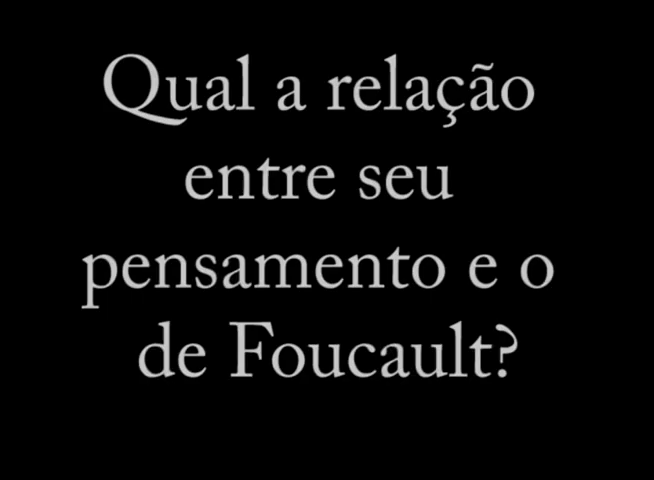 Qual a relação
entre seu
pensamento e o
de Foucault?